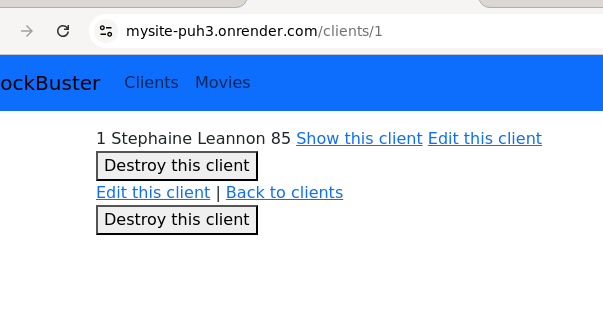 mysite-puh3.onrender.com/clients/1
ockBuster Clients Movies
1 Stephaine Leannon 85 Show this client Edit this client
Destroy this client
Edit this client | Back to clients
Destroy this client